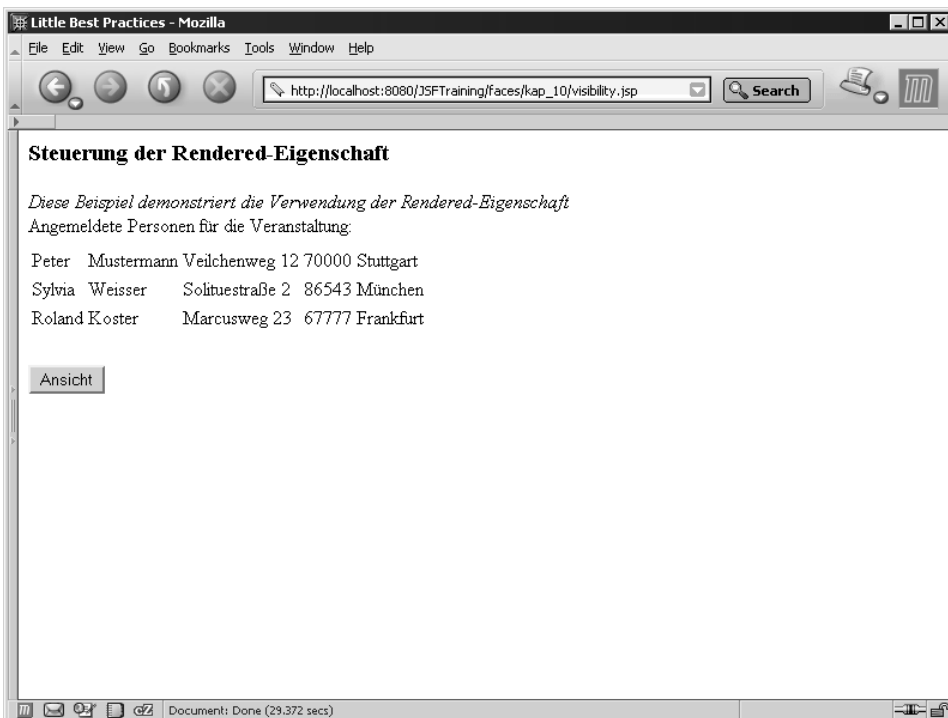 Little Best Practices - Mozilla
File Edit View Go Bookmarks Tools Window Help
http://localhost:8080/JSFTraining/faces/kap_10/visibility.jsp Search
Steuerung der Rendered-Eigenschaft
Diese Beispiel demonstriert die Verwendung der Rendered-Eigenschaft
Angemeldete Personen für die Veranstaltung:
Peter Mustermann Veilchenweg 12 70000 Stuttgart
Sylvia Weisser Solituestraße 2 86543 München
Roland Koster Marcusweg 23 67777 Frankfurt
Ansicht
Document: Done (29.372 secs)